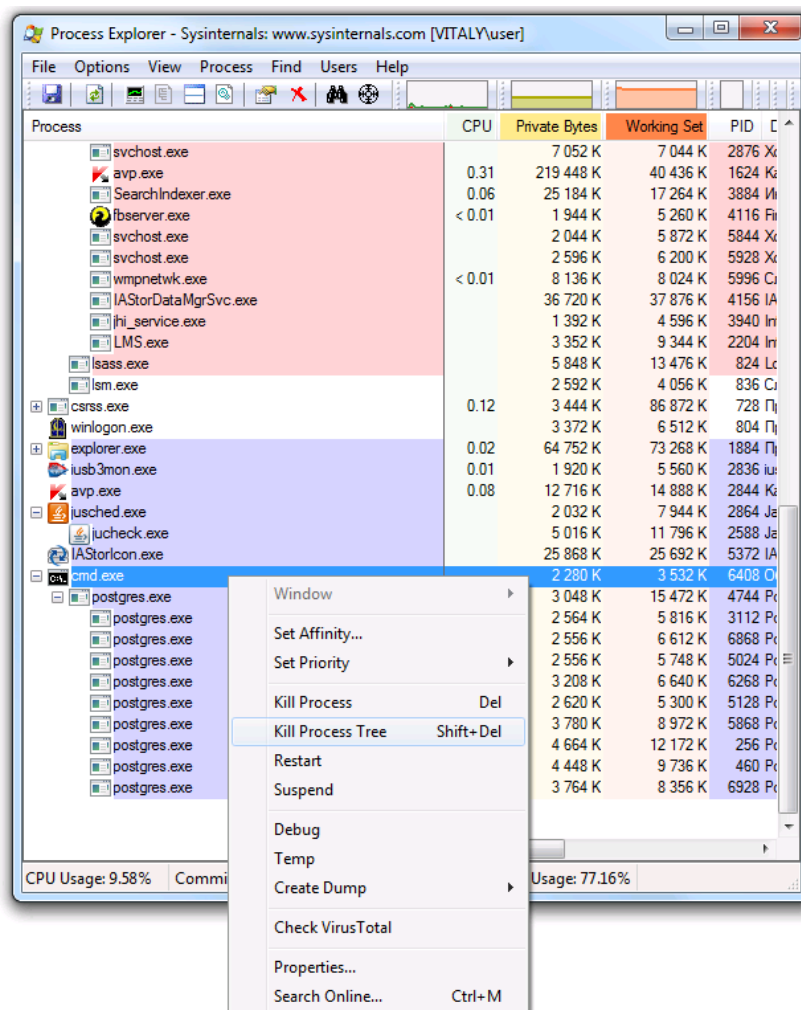 Process Explorer - Sysinternals: www.sysinternals.com [VITALY\user]
File Options View Process Find Users Help
Process CPU Private Bytes Working Set PID
svchost.exe 7 052 K 7 044 K 2876
avp.exe 0.31 219 448 K 40 436 K 1624
SearchIndexer.exe 0.06 25 184 K 17 264 K 3884
fbserver.exe < 0.01 1 944 K 5 260 K 4116
svchost.exe 2 044 K 5 872 K 5844
svchost.exe 2 596 K 6 200 K 5928
wmpnetwk.exe < 0.01 8 136 K 8 024 K 5996
IAStorDataMgrSvc.exe 36 720 K 37 876 K 4156 IA
jhi_service.exe 1 392 K 4 596 K 3940
LMS.exe 3 352 K 9 344 K 2204
lsass.exe 5 848 K 13 476 K 824
lsm.exe 2 592 K 4 056 K 836
csrss.exe 0.12 3 444 K 86 872 K 728
winlogon.exe 3 372 K 6 512 K 804
explorer.exe 0.02 64 752 K 73 268 K 1884
iusb3mon.exe 0.01 1 920 K 5 560 K 2836
avp.exe 0.08 12 716 K 14 888 K 2844
jusched.exe 2 032 K 7 944 K 2864
jucheck.exe 5 016 K 11 796 K 2588
IAStorIcon.exe 25 868 K 25 692 K 5372 IA
cmd.exe 2 280 K 3 532 K 6408
postgres.exe 3 048 K 15 472 K 4744
postgres.exe 2 564 K 5 816 K 3112
postgres.exe 2 556 K 6 612 K 6868
postgres.exe 2 556 K 5 748 K 5024
postgres.exe 3 208 K 6 640 K 6268
postgres.exe 2 620 K 5 300 K 5128
postgres.exe 3 780 K 8 972 K 5868
postgres.exe 4 664 K 12 172 K 256
postgres.exe 4 448 K 9 736 K 460
postgres.exe 3 764 K 8 356 K 6928
Window
Set Affinity...
Set Priority
Kill Process Del
Kill Process Tree Shift+Del
Restart
Suspend
Debug
Temp
Create Dump
Check VirusTotal
Properties...
Search Online... Ctrl+M
CPU Usage: 9.58% Commi Usage: 77.16%